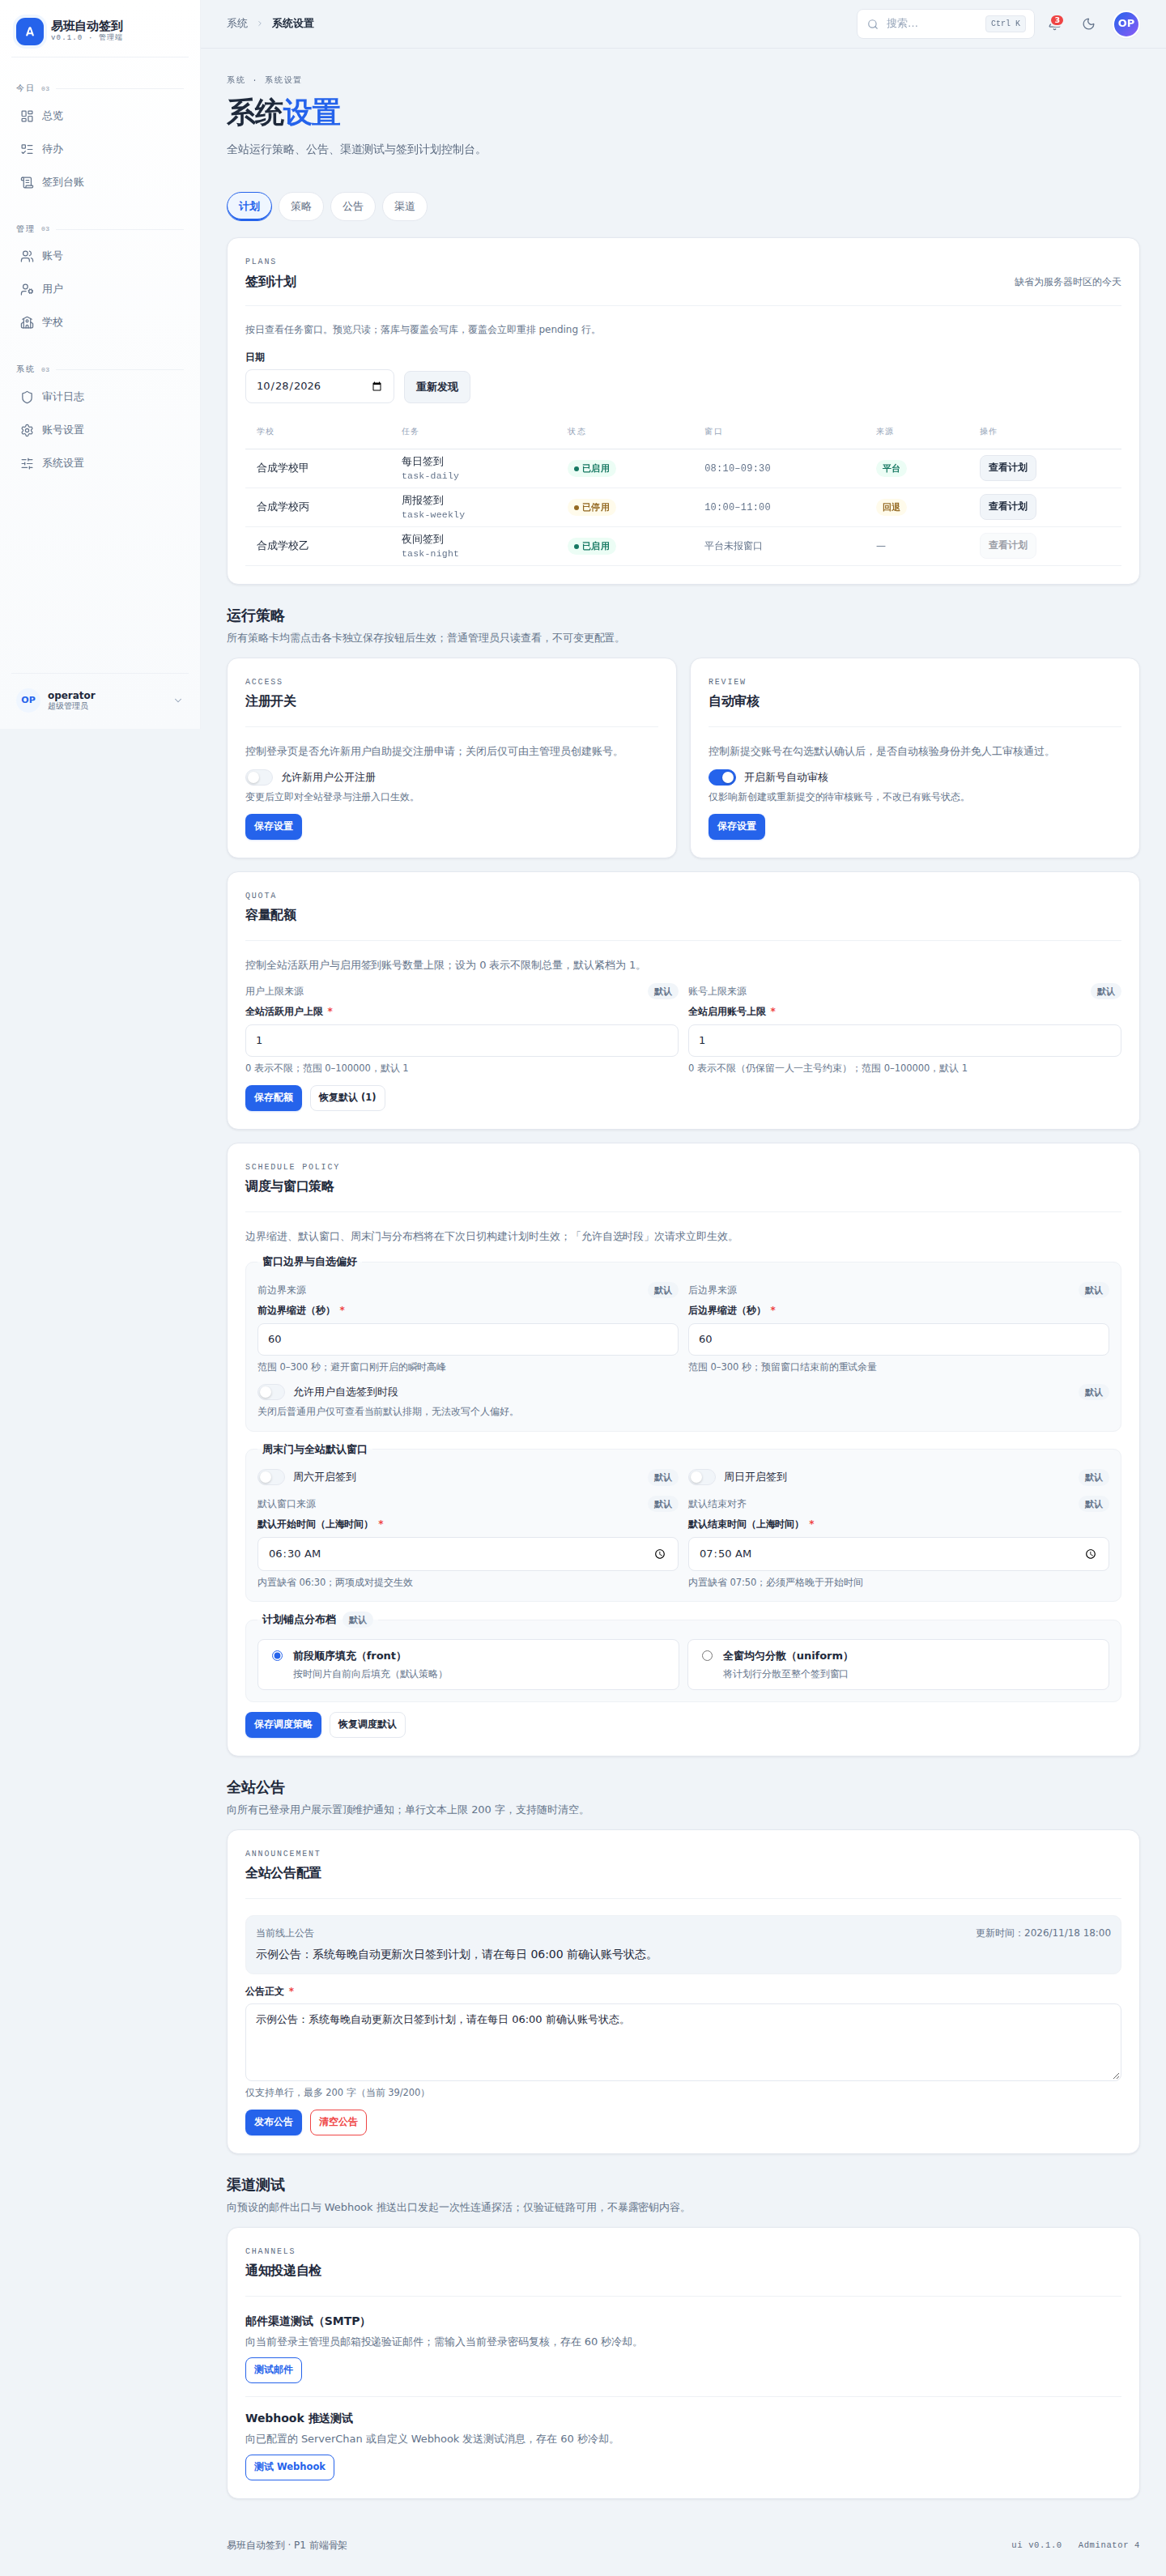 A
易班自动签到
v0.1.0 · 管理端
今日 03
总览
待办
签到台账
管理 03
账号
用户
学校
系统 03
审计日志
账号设置
系统设置
OP
operator
超级管理员
系统 › 系统设置
搜索… Ctrl K
3
OP
系统 · 系统设置
系统设置
全站运行策略、公告、渠道测试与签到计划控制台。
计划 策略 公告 渠道
PLANS
签到计划
缺省为服务器时区的今天
按日查看任务窗口。预览只读；落库与覆盖会写库，覆盖会立即重排 pending 行。
日期
10/28/2026 重新发现
学校 任务 状态 窗口 来源 操作
合成学校甲 每日签到 已启用 08:10–09:30 平台 查看计划
task-daily
合成学校丙 周报签到 已停用 10:00–11:00 回退 查看计划
task-weekly
合成学校乙 夜间签到 已启用 平台未报窗口 — 查看计划
task-night
运行策略
所有策略卡均需点击各卡独立保存按钮后生效；普通管理员只读查看，不可变更配置。
ACCESS
注册开关
控制登录页是否允许新用户自助提交注册申请；关闭后仅可由主管理员创建账号。
允许新用户公开注册
变更后立即对全站登录与注册入口生效。
保存设置
REVIEW
自动审核
控制新提交账号在勾选默认确认后，是否自动核验身份并免人工审核通过。
开启新号自动审核
仅影响新创建或重新提交的待审核账号，不改已有账号状态。
保存设置
QUOTA
容量配额
控制全站活跃用户与启用签到账号数量上限；设为 0 表示不限制总量，默认紧档为 1。
用户上限来源 默认
全站活跃用户上限 *
1
0 表示不限；范围 0–100000，默认 1
账号上限来源 默认
全站启用账号上限 *
1
0 表示不限（仍保留一人一主号约束）；范围 0–100000，默认 1
保存配额 恢复默认 (1)
SCHEDULE POLICY
调度与窗口策略
边界缩进、默认窗口、周末门与分布档将在下次日切构建计划时生效；「允许自选时段」次请求立即生效。
窗口边界与自选偏好
前边界来源 默认
前边界缩进（秒） *
60
范围 0–300 秒；避开窗口刚开启的瞬时高峰
后边界来源 默认
后边界缩进（秒） *
60
范围 0–300 秒；预留窗口结束前的重试余量
允许用户自选签到时段 默认
关闭后普通用户仅可查看当前默认排期，无法改写个人偏好。
周末门与全站默认窗口
周六开启签到 默认
周日开启签到 默认
默认窗口来源 默认
默认开始时间（上海时间） *
06:30 AM
内置缺省 06:30；两项成对提交生效
默认结束对齐 默认
默认结束时间（上海时间） *
07:50 AM
内置缺省 07:50；必须严格晚于开始时间
计划铺点分布档 默认
前段顺序填充（front）
按时间片自前向后填充（默认策略）
全窗均匀分散（uniform）
将计划行分散至整个签到窗口
保存调度策略 恢复调度默认
全站公告
向所有已登录用户展示置顶维护通知；单行文本上限 200 字，支持随时清空。
ANNOUNCEMENT
全站公告配置
当前线上公告 更新时间：2026/11/18 18:00
示例公告：系统每晚自动更新次日签到计划，请在每日 06:00 前确认账号状态。
公告正文 *
示例公告：系统每晚自动更新次日签到计划，请在每日 06:00 前确认账号状态。
仅支持单行，最多 200 字（当前 39/200）
发布公告 清空公告
渠道测试
向预设的邮件出口与 Webhook 推送出口发起一次性连通探活；仅验证链路可用，不暴露密钥内容。
CHANNELS
通知投递自检
邮件渠道测试（SMTP）
向当前登录主管理员邮箱投递验证邮件；需输入当前登录密码复核，存在 60 秒冷却。
测试邮件
Webhook 推送测试
向已配置的 ServerChan 或自定义 Webhook 发送测试消息，存在 60 秒冷却。
测试 Webhook
易班自动签到 · P1 前端骨架
ui v0.1.0 Adminator 4